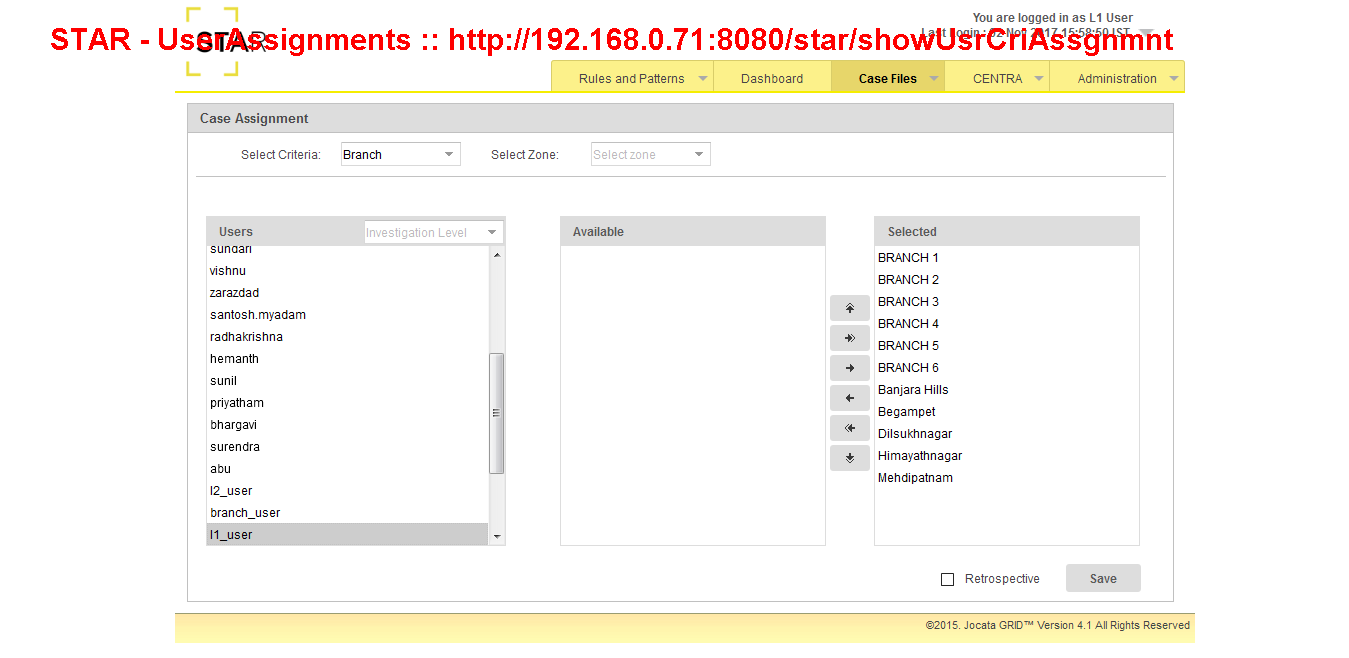 You are logged in as L1 User
STAR
STAR - UserAssignments :: http://192.168.0.71:8080/star/showUsrCriAssgnmnt
Last login : 02 Nov 2017 15:58:50 IST
Rules and Patterns Dashboard Case Files CENTRA Administration
Case Assignment
Select Criteria: Branch Select Zone: Select zone
Users Investigation Level Available Selected
sundari
vishnu
zarazdad
santosh.myadam
radhakrishna
hemanth
sunil
priyatham
bhargavi
surendra
abu
l2_user
branch_user
l1_user
BRANCH 1
BRANCH 2
BRANCH 3
BRANCH 4
BRANCH 5
BRANCH 6
Banjara Hills
Begampet
Dilsukhnagar
Himayathnagar
Mehdipatnam
Retrospective Save
©2015. Jocata GRID™ Version 4.1 All Rights Reserved